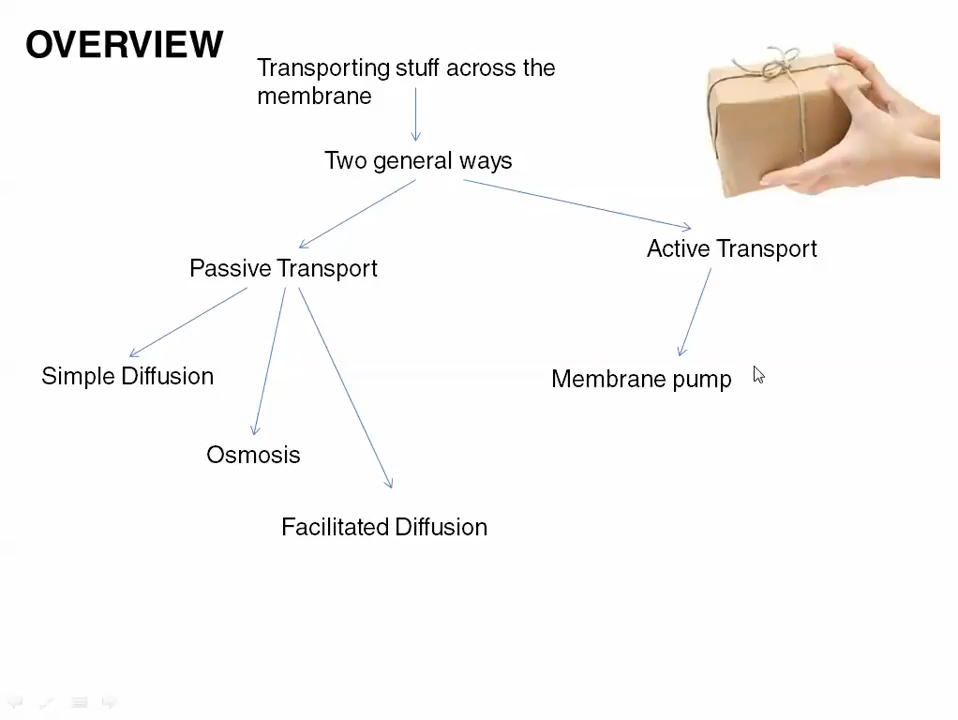 OVERVIEW
Transporting stuff across the
membrane
Two general ways
Passive Transport
Active Transport
Simple Diffusion
Membrane pump
Osmosis
Facilitated Diffusion